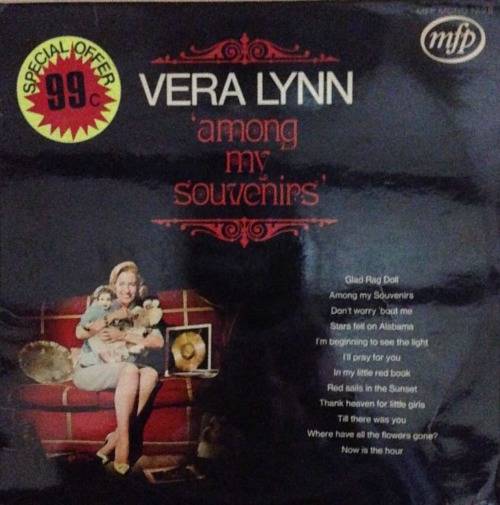 mfp
SPECIAL OFFER
99c
VERA LYNN
'among
my
souvenirs'
Glad Rag Doll
Among my Souvenirs
Don't worry 'bout me
Stars fell on Alabama
I'm beginning to see the light
I'll pray for you
In my little red book
Red sails in the Sunset
Thank heaven for little girls
Till there was you
Where have all the flowers gone?
Now is the hour